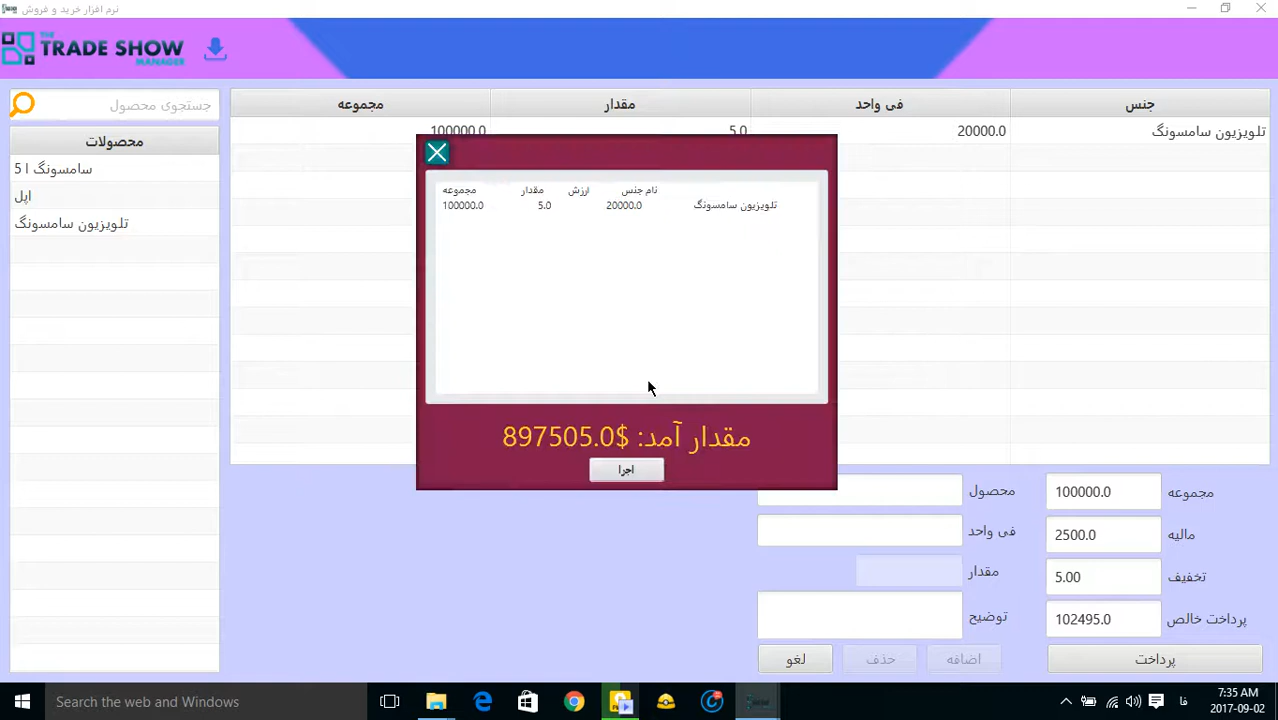 نرم افزار خرید و فروش
THE
TRADE SHOW
MANAGER
جستجوی محصول
محصولات
سامسونگ ا 5
اپل
تلویزیون سامسونگ
جنس فی واحد مقدار مجموعه
تلویزیون سامسونگ 20000.0 5.0 100000.0
نام جنس ارزش مقدار مجموعه
تلویزیون سامسونگ 20000.0 5.0 100000.0
مقدار آمد: $897505.0
اجرا
مجموعه 100000.0
مالیه 2500.0
تخفیف 5.00
پرداخت خالص 102495.0
پرداخت
محصول
فی واحد
مقدار
توضیح
اضافه حذف لغو
Search the web and Windows
فا
7:35 AM
2017-09-02